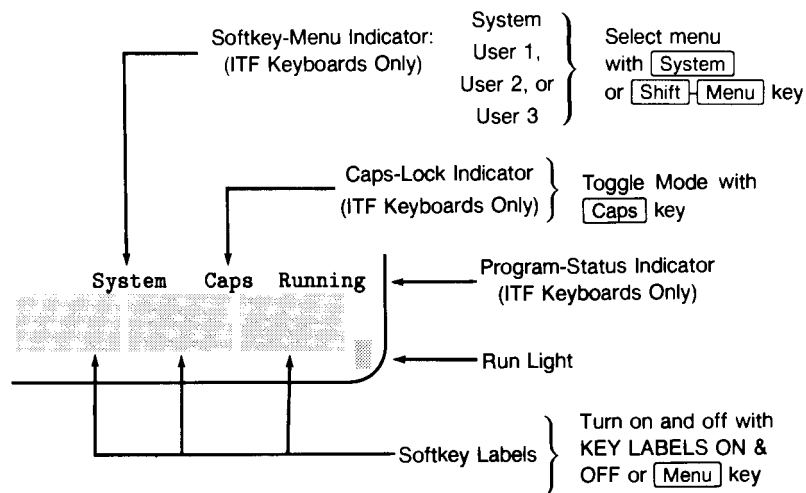 Softkey-Menu Indicator:
(ITF Keyboards Only)
System
User 1,
User 2, or
User 3
Select menu
with System
or Shift-Menu key
Caps-Lock Indicator
(ITF Keyboards Only)
Toggle Mode with
Caps key
System Caps Running
Program-Status Indicator
(ITF Keyboards Only)
Run Light
Softkey Labels
Turn on and off with
KEY LABELS ON &
OFF or Menu key